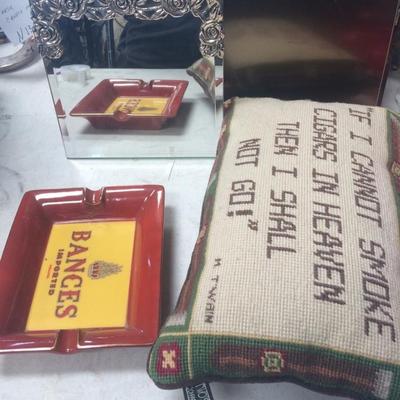 BANCES
IMPORTED
IF I CANNOT SMOKE
CIGARS IN HEAVEN
THEN I SHALL
NOT GO!"
M. TWAIN